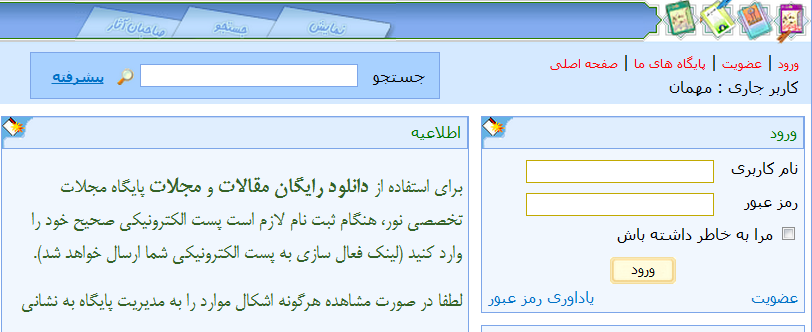 نمایش
جستجو
صاحبان آثار
ورود | عضویت | پایگاه های ما | صفحه اصلی
کاربر جاری : مهمان
جستجو
پیشرفته
ورود
نام کاربری
رمز عبور
مرا به خاطر داشته باش
ورود
عضویت
یاداوری رمز عبور
اطلاعیه
برای استفاده از دانلود رایگان مقالات و مجلات پایگاه مجلات
تخصصی نور، هنگام ثبت نام لازم است پست الکترونیکی صحیح خود را
وارد کنید (لینک فعال سازی به پست الکترونیکی شما ارسال خواهد شد).
لطفا در صورت مشاهده هرگونه اشکال موارد را به مدیریت پایگاه به نشانی